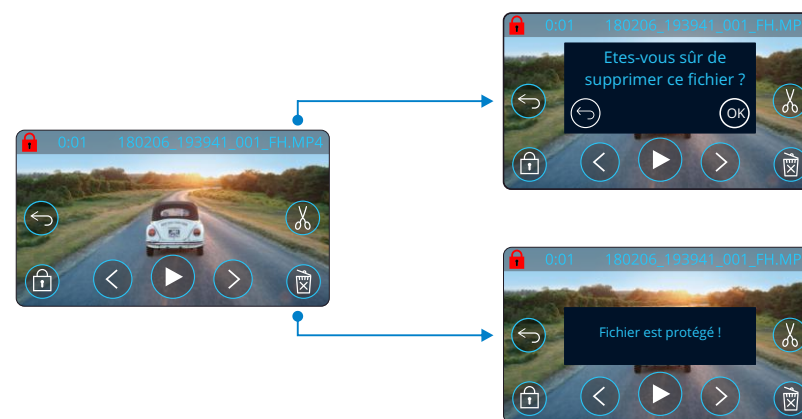 0:01 180206_193941_001_FH.MP4
0:01 180206_193941_001_FH.MP
Etes-vous sûr de
supprimer ce fichier ?
OK
0:01 180206_193941_001_FH.MP
Fichier est protégé !